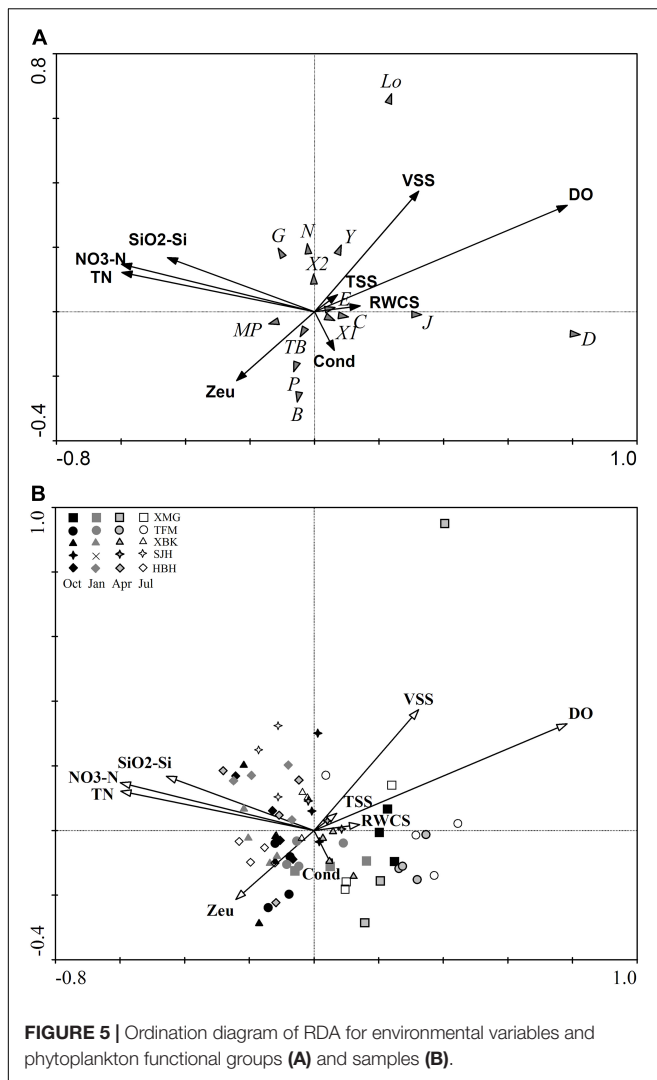 A
0.8
Lo
VSS
DO
G
N
Y
SiO2-Si
X2
NO3-N
TN
TSS
E
RWCS
MP
C
J
X1
TB
D
Cond
Zeu
P
B
-0.4
-0.8
1.0
B
1.0
XMG
TFM
XBK
SJH
HBH
Oct Jan Apr Jul
VSS
DO
SiO2-Si
NO3-N
TN
TSS
RWCS
Cond
Zeu
-0.4
-0.8
1.0
FIGURE 5 | Ordination diagram of RDA for environmental variables and
phytoplankton functional groups (A) and samples (B).